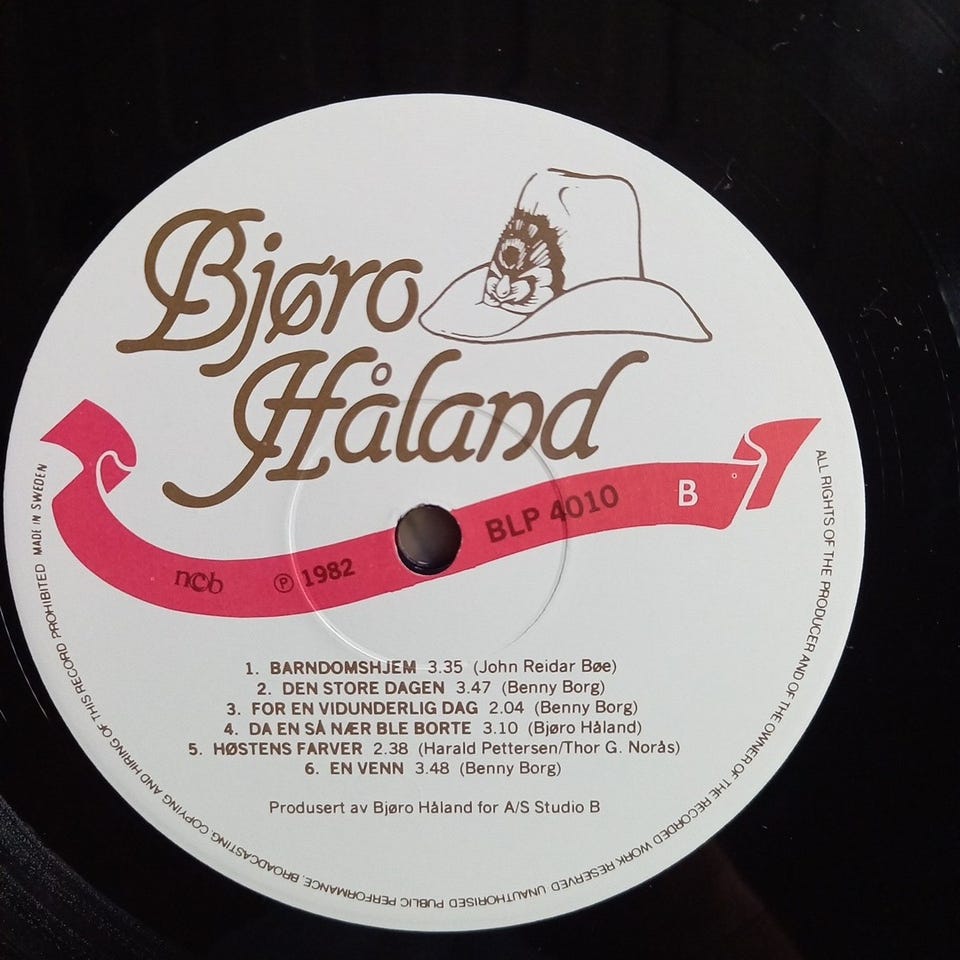 Bjøro
Håland
ncb ℗ 1982 BLP 4010 B
1. BARNDOMSHJEM 3.35 (John Reidar Bøe)
2. DEN STORE DAGEN 3.47 (Benny Borg)
3. FOR EN VIDUNDERLIG DAG 2.04 (Benny Borg)
4. DA EN SÅ NÆR BLE BORTE 3.10 (Bjøro Håland)
5. HØSTENS FARVER 2.38 (Harald Pettersen/Thor G. Norås)
6. EN VENN 3.48 (Benny Borg)
Produsert av Bjøro Håland for A/S Studio B
ALL RIGHTS OF THE PRODUCER AND OF THE OWNER OF THE RECORDED WORK RESERVED UNAUTHORISED PUBLIC PERFORMANCE, BROADCASTING, COPYING AND HIRING OF THIS RECORD PROHIBITED MADE IN SWEDEN